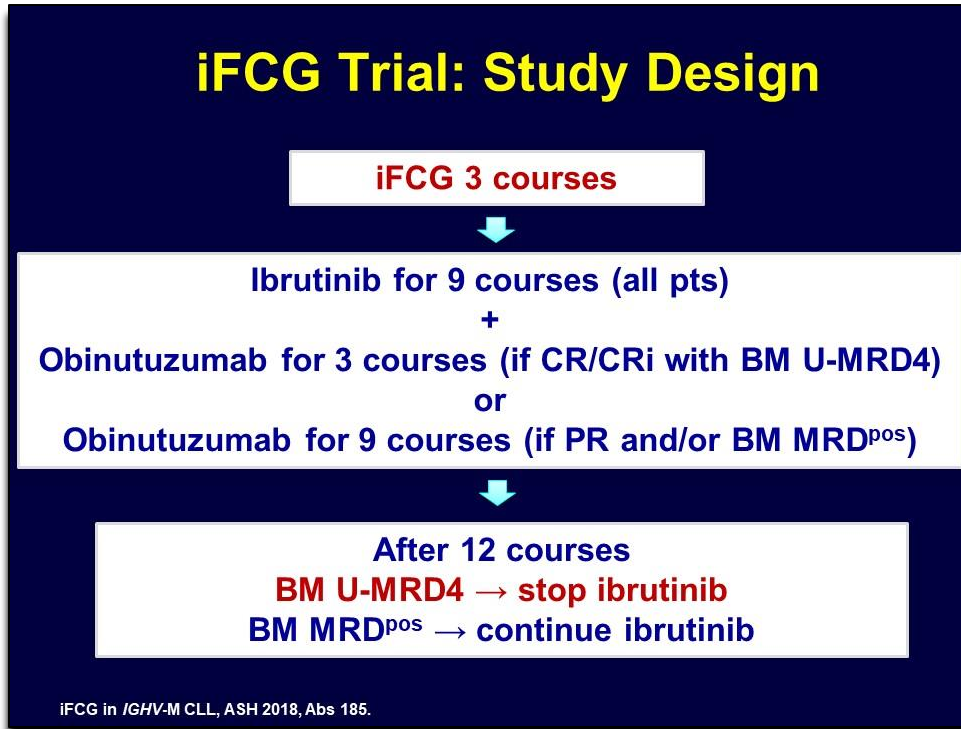 iFCG Trial: Study Design
iFCG 3 courses
Ibrutinib for 9 courses (all pts)
+
Obinutuzumab for 3 courses (if CR/CRi with BM U-MRD4)
or
Obinutuzumab for 9 courses (if PR and/or BM MRDᵖᵒˢ)
After 12 courses
BM U-MRD4 → stop ibrutinib
BM MRDᵖᵒˢ → continue ibrutinib
iFCG in IGHV-M CLL, ASH 2018, Abs 185.